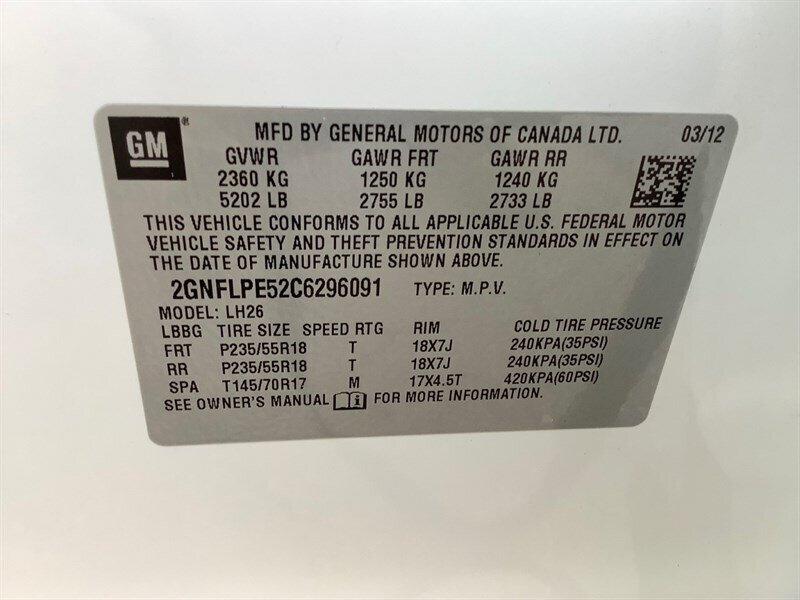 GM ®
MFD BY GENERAL MOTORS OF CANADA LTD. 03/12
GVWR GAWR FRT GAWR RR
2360 KG 1250 KG 1240 KG
5202 LB 2755 LB 2733 LB
THIS VEHICLE CONFORMS TO ALL APPLICABLE U.S. FEDERAL MOTOR
VEHICLE SAFETY AND THEFT PREVENTION STANDARDS IN EFFECT ON
THE DATE OF MANUFACTURE SHOWN ABOVE.
2GNFLPE52C6296091 TYPE: M.P.V.
MODEL: LH26
LBBG TIRE SIZE SPEED RTG RIM COLD TIRE PRESSURE
FRT P235/55R18 T 18X7J 240KPA(35PSI)
RR P235/55R18 T 18X7J 240KPA(35PSI)
SPA T145/70R17 M 17X4.5T 420KPA(60PSI)
SEE OWNER'S MANUAL i FOR MORE INFORMATION.